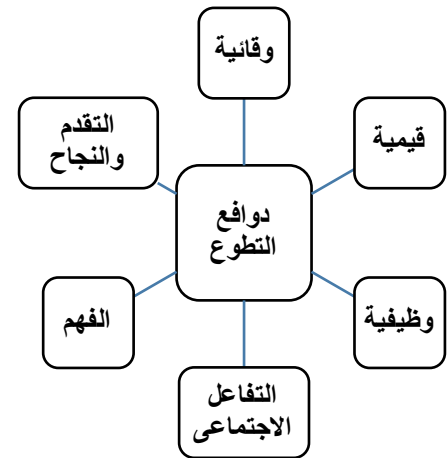 وقائية
قيمية
وظيفية
التفاعل
الاجتماعى
الفهم
التقدم
والنجاح
دوافع
التطوع